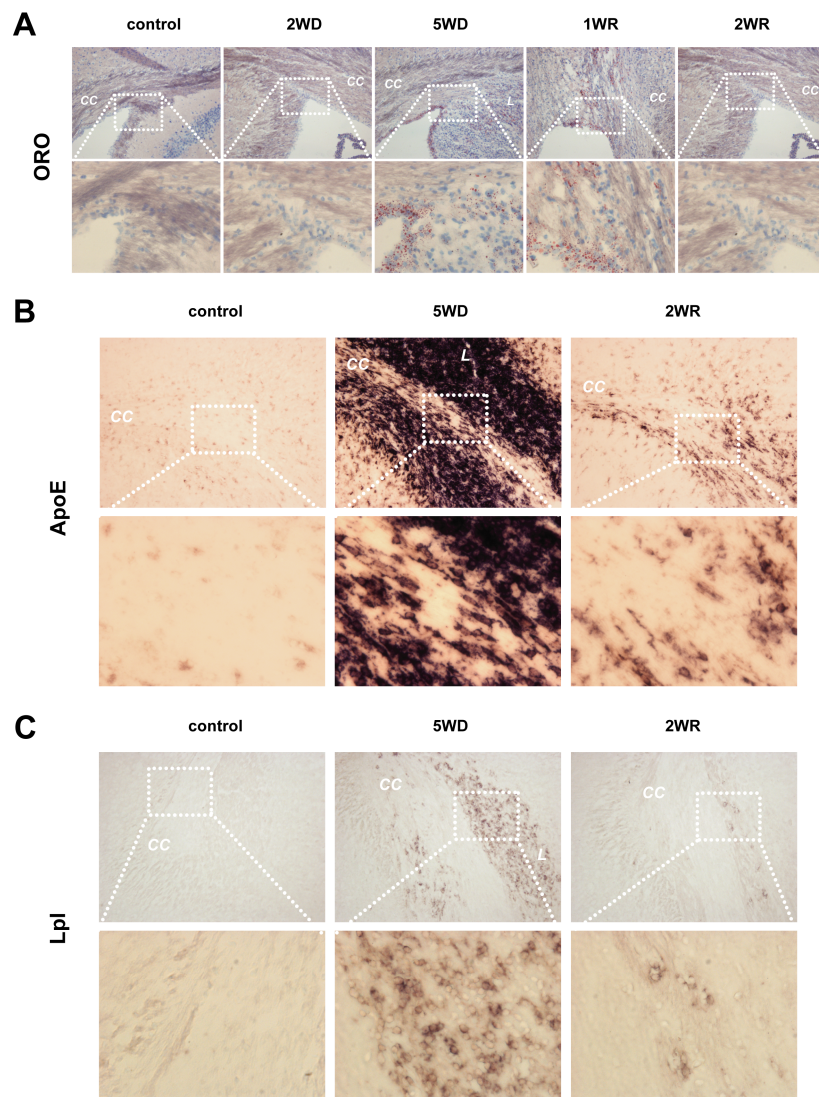 A
control 2WD 5WD 1WR 2WR
CC CC CC L CC CC
ORO
B
control 5WD 2WR
CC CC L CC
ApoE
C
control 5WD 2WR
CC CC L CC
Lpl